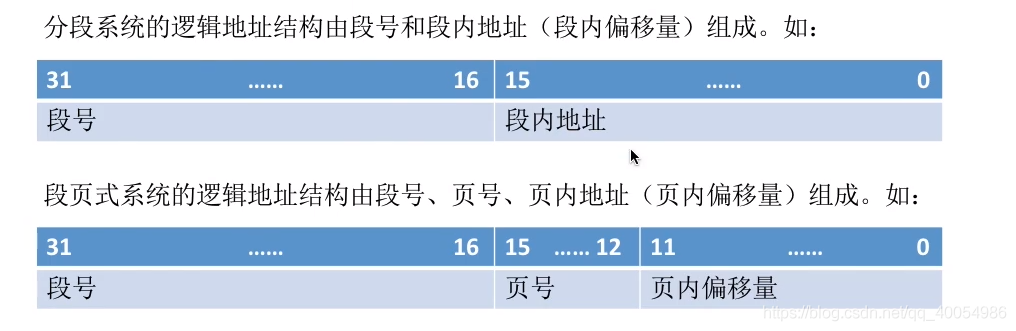 分段系统的逻辑地址结构由段号和段内地址（段内偏移量）组成。如：
31 …… 16 15 …… 0
段号 段内地址
段页式系统的逻辑地址结构由段号、页号、页内地址（页内偏移量）组成。如：
31 …… 16 15 …… 12 11 …… 0
段号 页号 页内偏移量
https://blog.csdn.net/qq_40054986